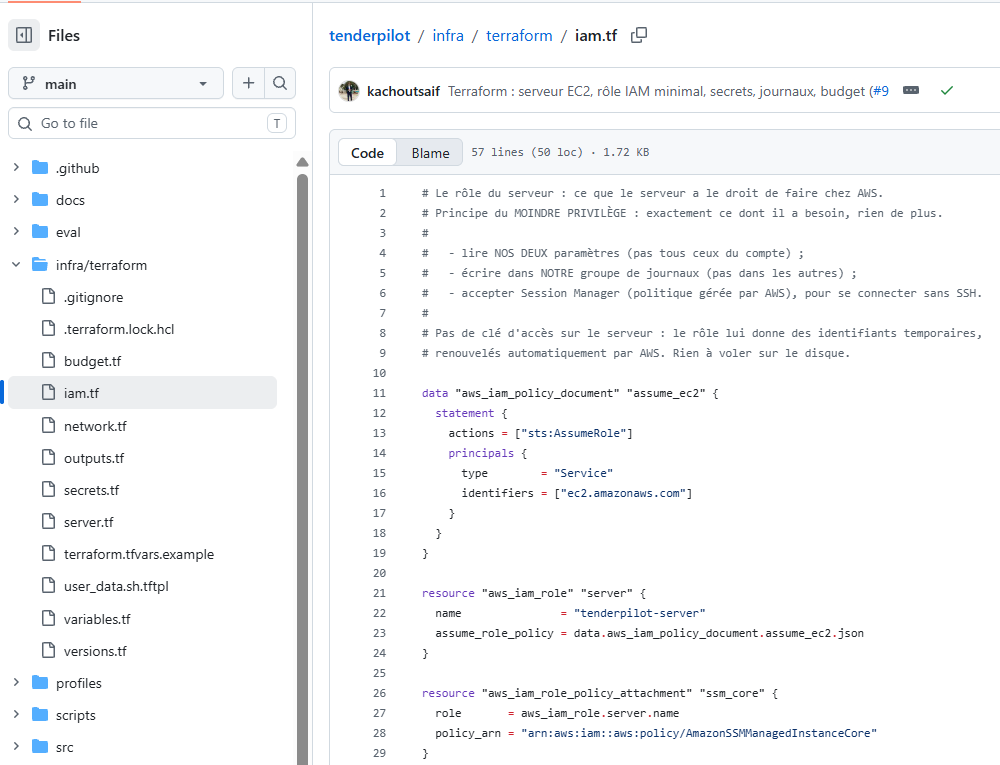 Files
main
Go to file
T
.github
docs
eval
infra/terraform
.gitignore
.terraform.lock.hcl
budget.tf
iam.tf
network.tf
outputs.tf
secrets.tf
server.tf
terraform.tfvars.example
user_data.sh.tftpl
variables.tf
versions.tf
profiles
scripts
src
tenderpilot / infra / terraform / iam.tf
kachoutsaif Terraform : serveur EC2, rôle IAM minimal, secrets, journaux, budget (#9
Code Blame 57 lines (50 loc) · 1.72 KB
1 # Le rôle du serveur : ce que le serveur a le droit de faire chez AWS.
2 # Principe du MOINDRE PRIVILÈGE : exactement ce dont il a besoin, rien de plus.
3 #
4 #   - lire NOS DEUX paramètres (pas tous ceux du compte) ;
5 #   - écrire dans NOTRE groupe de journaux (pas dans les autres) ;
6 #   - accepter Session Manager (politique gérée par AWS), pour se connecter sans SSH.
7 #
8 # Pas de clé d'accès sur le serveur : le rôle lui donne des identifiants temporaires,
9 # renouvelés automatiquement par AWS. Rien à voler sur le disque.
10
11 data "aws_iam_policy_document" "assume_ec2" {
12   statement {
13     actions = ["sts:AssumeRole"]
14     principals {
15       type        = "Service"
16       identifiers = ["ec2.amazonaws.com"]
17     }
18   }
19 }
20
21 resource "aws_iam_role" "server" {
22   name               = "tenderpilot-server"
23   assume_role_policy = data.aws_iam_policy_document.assume_ec2.json
24 }
25
26 resource "aws_iam_role_policy_attachment" "ssm_core" {
27   role       = aws_iam_role.server.name
28   policy_arn = "arn:aws:iam::aws:policy/AmazonSSMManagedInstanceCore"
29 }